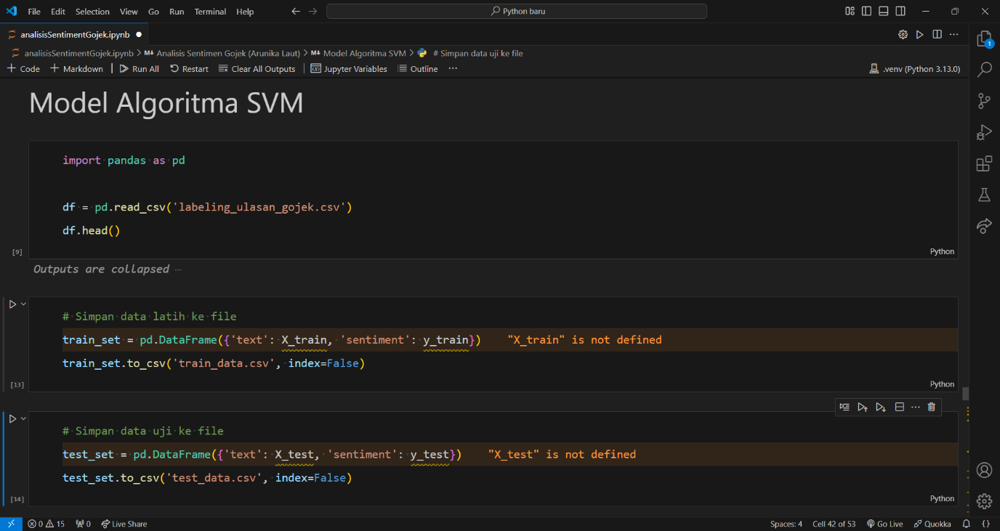 File Edit Selection View Go Run Terminal Help
Python baru
analisisSentimentGojek.ipynb
analisisSentimentGojek.ipynb > M↓ Analisis Sentimen Gojek (Arunika Laut) > M↓ Model Algoritma SVM > # Simpan data uji ke file
+ Code + Markdown | Run All Restart Clear All Outputs | Jupyter Variables Outline ...
.venv (Python 3.13.0)
1
Model Algoritma SVM
import pandas as pd
df = pd.read_csv('labeling_ulasan_gojek.csv')
df.head()
[9]
Python
Outputs are collapsed ...
# Simpan data latih ke file
train_set = pd.DataFrame({'text': X_train, 'sentiment': y_train}) "X_train" is not defined
train_set.to_csv('train_data.csv', index=False)
[13]
Python
# Simpan data uji ke file
test_set = pd.DataFrame({'text': X_test, 'sentiment': y_test}) "X_test" is not defined
test_set.to_csv('test_data.csv', index=False)
[14]
Python
0 15 0 Live Share
Spaces: 4 Cell 42 of 53 Go Live Quokka {}